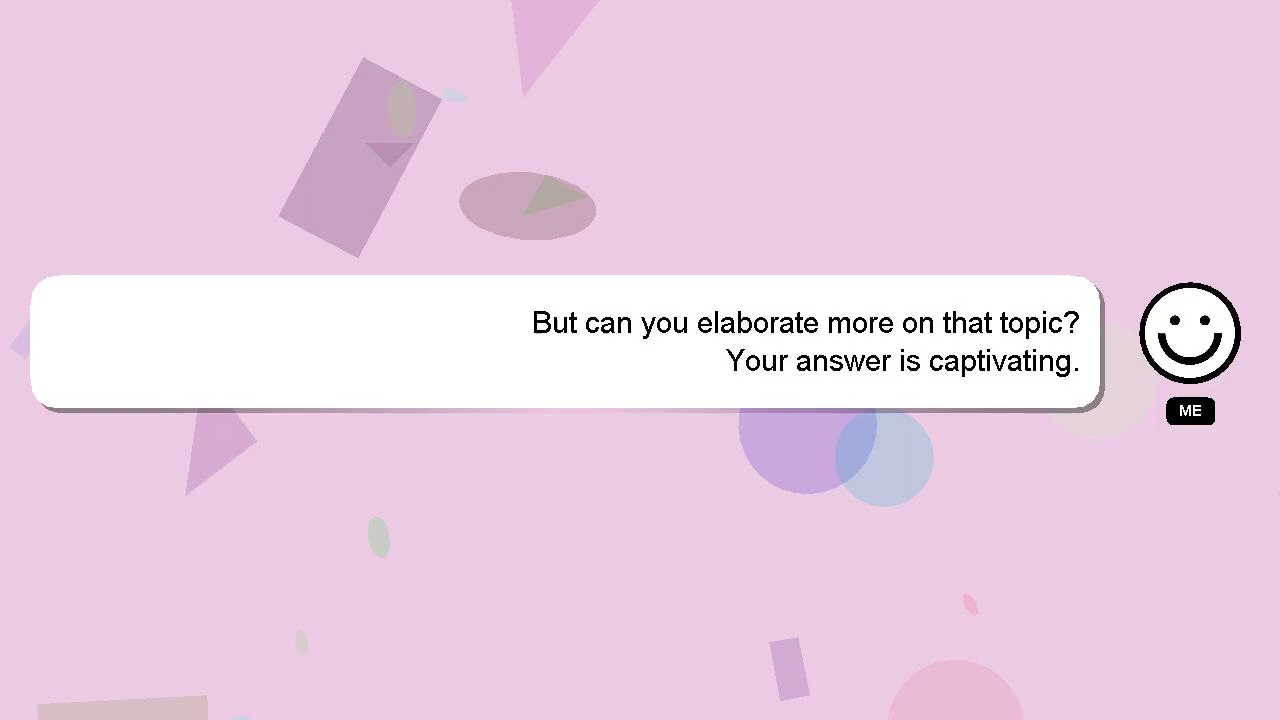 But can you elaborate more on that topic?
Your answer is captivating.
ME